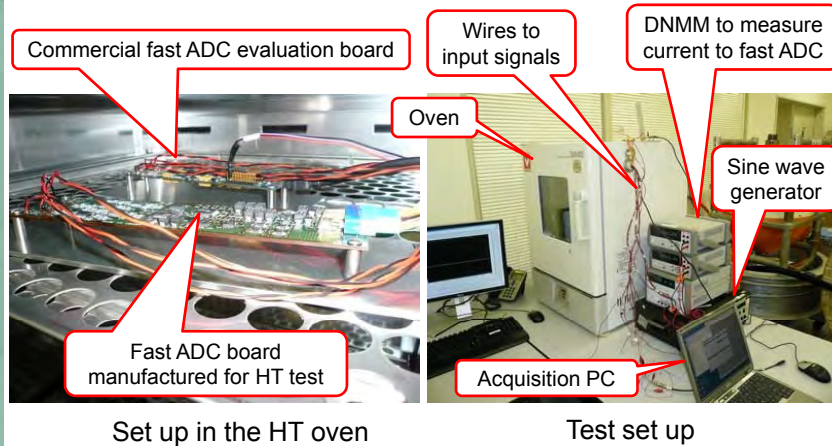 Commercial fast ADC evaluation board
Wires to
input signals
DNMM to measure
current to fast ADC
Oven
Sine wave
generator
Fast ADC board
manufactured for HT test
Acquisition PC
Set up in the HT oven
Test set up